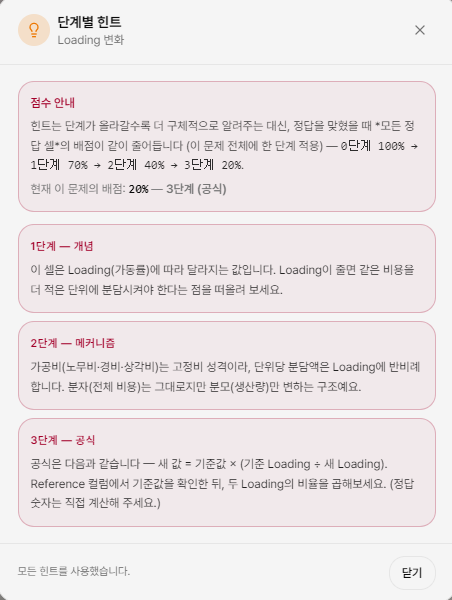 단계별 힌트
Loading 변화
점수 안내
힌트는 단계가 올라갈수록 더 구체적으로 알려주는 대신, 정답을 맞혔을 때 *모든 정
답 셀*의 배점이 같이 줄어듭니다 (이 문제 전체에 한 단계 적용) — 0단계 100% →
1단계 70% → 2단계 40% → 3단계 20%.
현재 이 문제의 배점: 20% — 3단계 (공식)
1단계 — 개념
이 셀은 Loading(가동률)에 따라 달라지는 값입니다. Loading이 줄면 같은 비용을
더 적은 단위에 분담시켜야 한다는 점을 떠올려 보세요.
2단계 — 메커니즘
가공비(노무비·경비·상각비)는 고정비 성격이라, 단위당 분담액은 Loading에 반비례
합니다. 분자(전체 비용)는 그대로지만 분모(생산량)만 변하는 구조예요.
3단계 — 공식
공식은 다음과 같습니다 — 새 값 = 기준값 × (기준 Loading ÷ 새 Loading).
Reference 컬럼에서 기준값을 확인한 뒤, 두 Loading의 비율을 곱해보세요. (정답
숫자는 직접 계산해 주세요.)
모든 힌트를 사용했습니다.
닫기